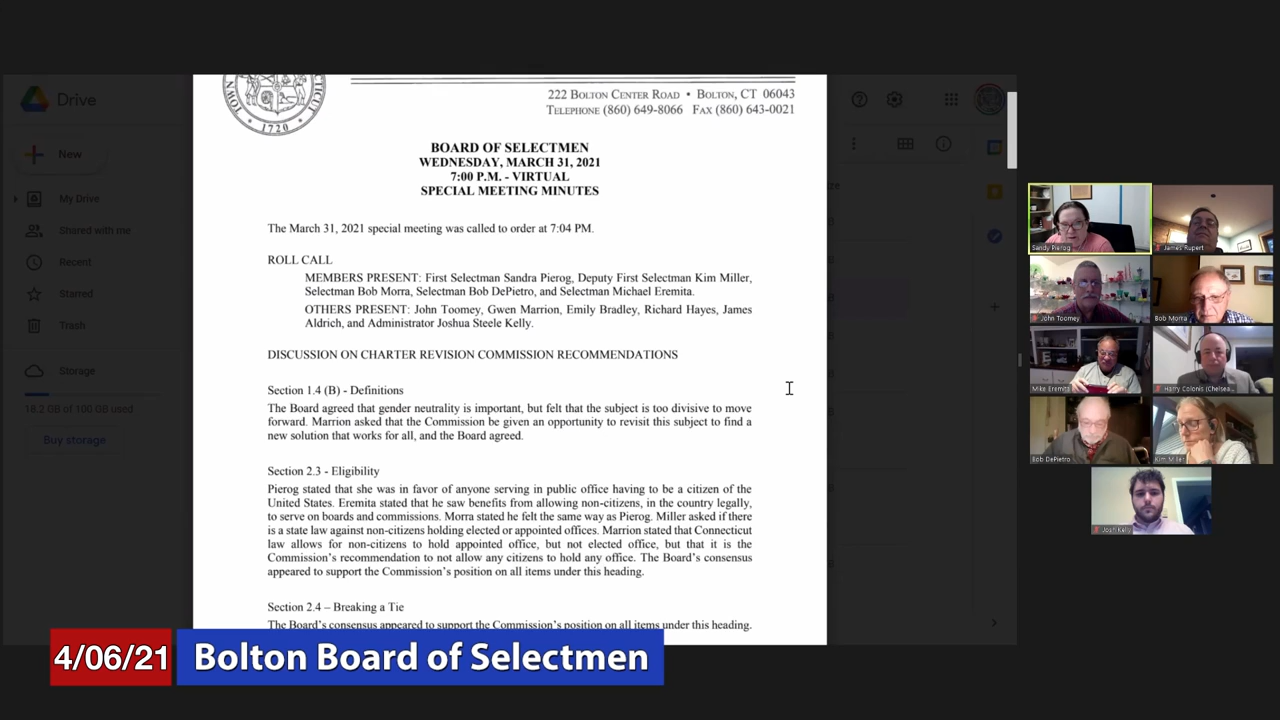 Drive
New
My Drive
Shared with me
Recent
Starred
Trash
Storage
18.2 GB of 100 GB used
Buy storage
1720
222 BOLTON CENTER ROAD • BOLTON, CT 06043
TELEPHONE (860) 649-8066 FAX (860) 643-0021
BOARD OF SELECTMEN
WEDNESDAY, MARCH 31, 2021
7:00 P.M. - VIRTUAL
SPECIAL MEETING MINUTES
The March 31, 2021 special meeting was called to order at 7:04 PM.
ROLL CALL
MEMBERS PRESENT: First Selectman Sandra Pierog, Deputy First Selectman Kim Miller,
Selectman Bob Morra, Selectman Bob DePietro, and Selectman Michael Eremita.
OTHERS PRESENT: John Toomey, Gwen Marrion, Emily Bradley, Richard Hayes, James
Aldrich, and Administrator Joshua Steele Kelly.
DISCUSSION ON CHARTER REVISION COMMISSION RECOMMENDATIONS
Section 1.4 (B) - Definitions
The Board agreed that gender neutrality is important, but felt that the subject is too divisive to move
forward. Marrion asked that the Commission be given an opportunity to revisit this subject to find a
new solution that works for all, and the Board agreed.
Section 2.3 - Eligibility
Pierog stated that she was in favor of anyone serving in public office having to be a citizen of the
United States. Eremita stated that he saw benefits from allowing non-citizens, in the country legally,
to serve on boards and commissions. Morra stated he felt the same way as Pierog. Miller asked if there
is a state law against non-citizens holding elected or appointed offices. Marrion stated that Connecticut
law allows for non-citizens to hold appointed office, but not elected office, but that it is the
Commission's recommendation to not allow any citizens to hold any office. The Board's consensus
appeared to support the Commission's position on all items under this heading.
Section 2.4 – Breaking a Tie
The Board's consensus appeared to support the Commission's position on all items under this heading.
Sandy Pierog
James Rupert
John Toomey
Bob Morra
Mike Eremita
Harry Colonis (Chelsea...
Bob DePietro
Kim Miller
Josh Kelly
4/06/21
Bolton Board of Selectmen